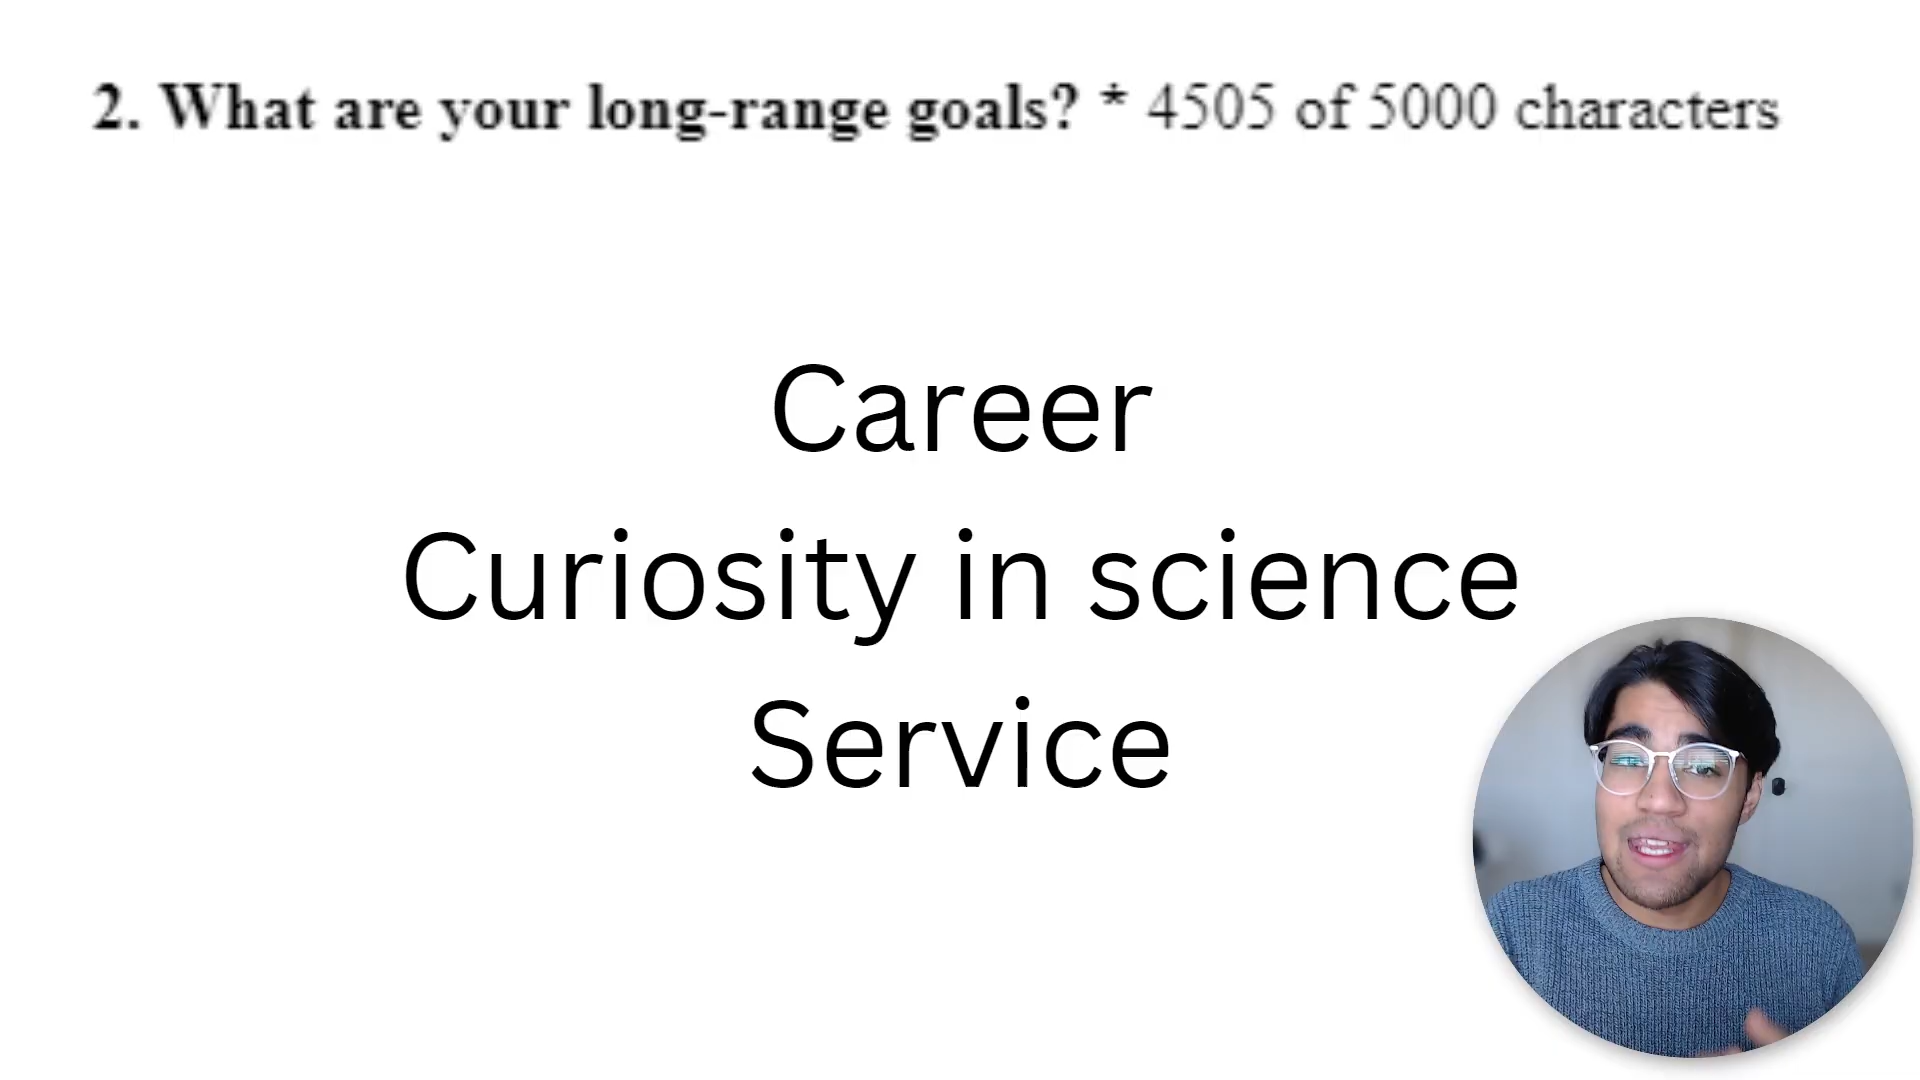 2. What are your long-range goals? * 4505 of 5000 characters
Career
Curiosity in science
Service